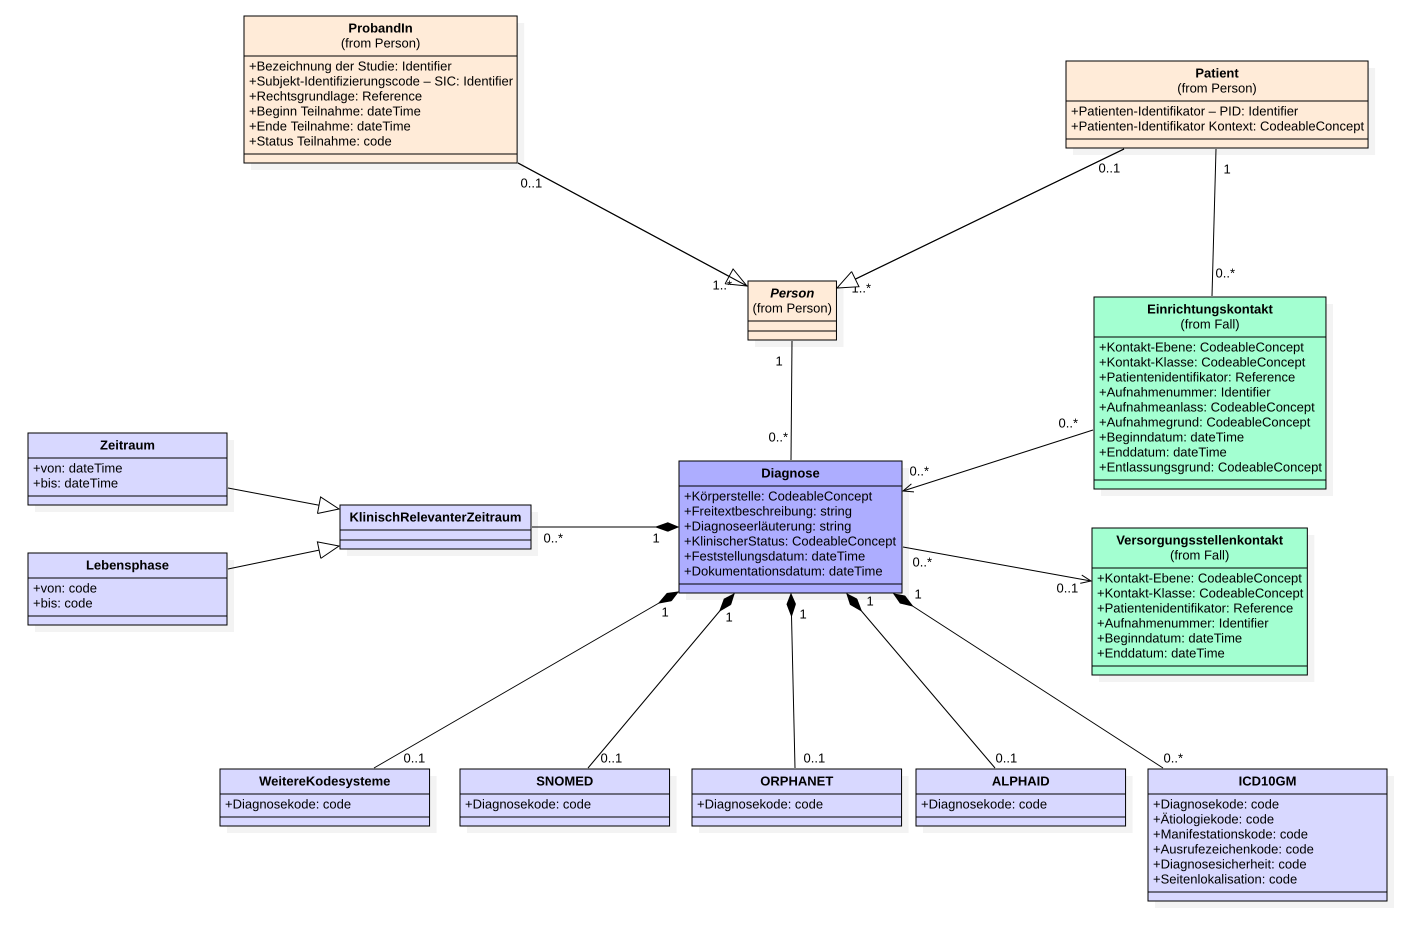 ProbandIn
(from Person)
+Bezeichnung der Studie: Identifier
+Subjekt-Identifizierungscode – SIC: Identifier
+Rechtsgrundlage: Reference
+Beginn Teilnahme: dateTime
+Ende Teilnahme: dateTime
+Status Teilnahme: code
0..1
Patient
(from Person)
+Patienten-Identifikator – PID: Identifier
+Patienten-Identifikator Kontext: CodeableConcept
0..1
1
1..*
1..*
Person
(from Person)
1
0..*
0..*
Einrichtungskontakt
(from Fall)
+Kontakt-Ebene: CodeableConcept
+Kontakt-Klasse: CodeableConcept
+Patientenidentifikator: Reference
+Aufnahmenummer: Identifier
+Aufnahmeanlass: CodeableConcept
+Aufnahmegrund: CodeableConcept
+Beginndatum: dateTime
+Enddatum: dateTime
+Entlassungsgrund: CodeableConcept
0..*
0..*
Zeitraum
+von: dateTime
+bis: dateTime
KlinischRelevanterZeitraum
0..*
1
Lebensphase
+von: code
+bis: code
Diagnose
+Körperstelle: CodeableConcept
+Freitextbeschreibung: string
+Diagnoseerläuterung: string
+KlinischerStatus: CodeableConcept
+Feststellungsdatum: dateTime
+Dokumentationsdatum: dateTime
0..*
0..1
Versorgungsstellenkontakt
(from Fall)
+Kontakt-Ebene: CodeableConcept
+Kontakt-Klasse: CodeableConcept
+Patientenidentifikator: Reference
+Aufnahmenummer: Identifier
+Beginndatum: dateTime
+Enddatum: dateTime
1
1
1
1
1
0..1
0..1
0..1
0..1
0..*
WeitereKodesysteme
+Diagnosekode: code
SNOMED
+Diagnosekode: code
ORPHANET
+Diagnosekode: code
ALPHAID
+Diagnosekode: code
ICD10GM
+Diagnosekode: code
+Ätiologiekode: code
+Manifestationskode: code
+Ausrufezeichenkode: code
+Diagnosesicherheit: code
+Seitenlokalisation: code